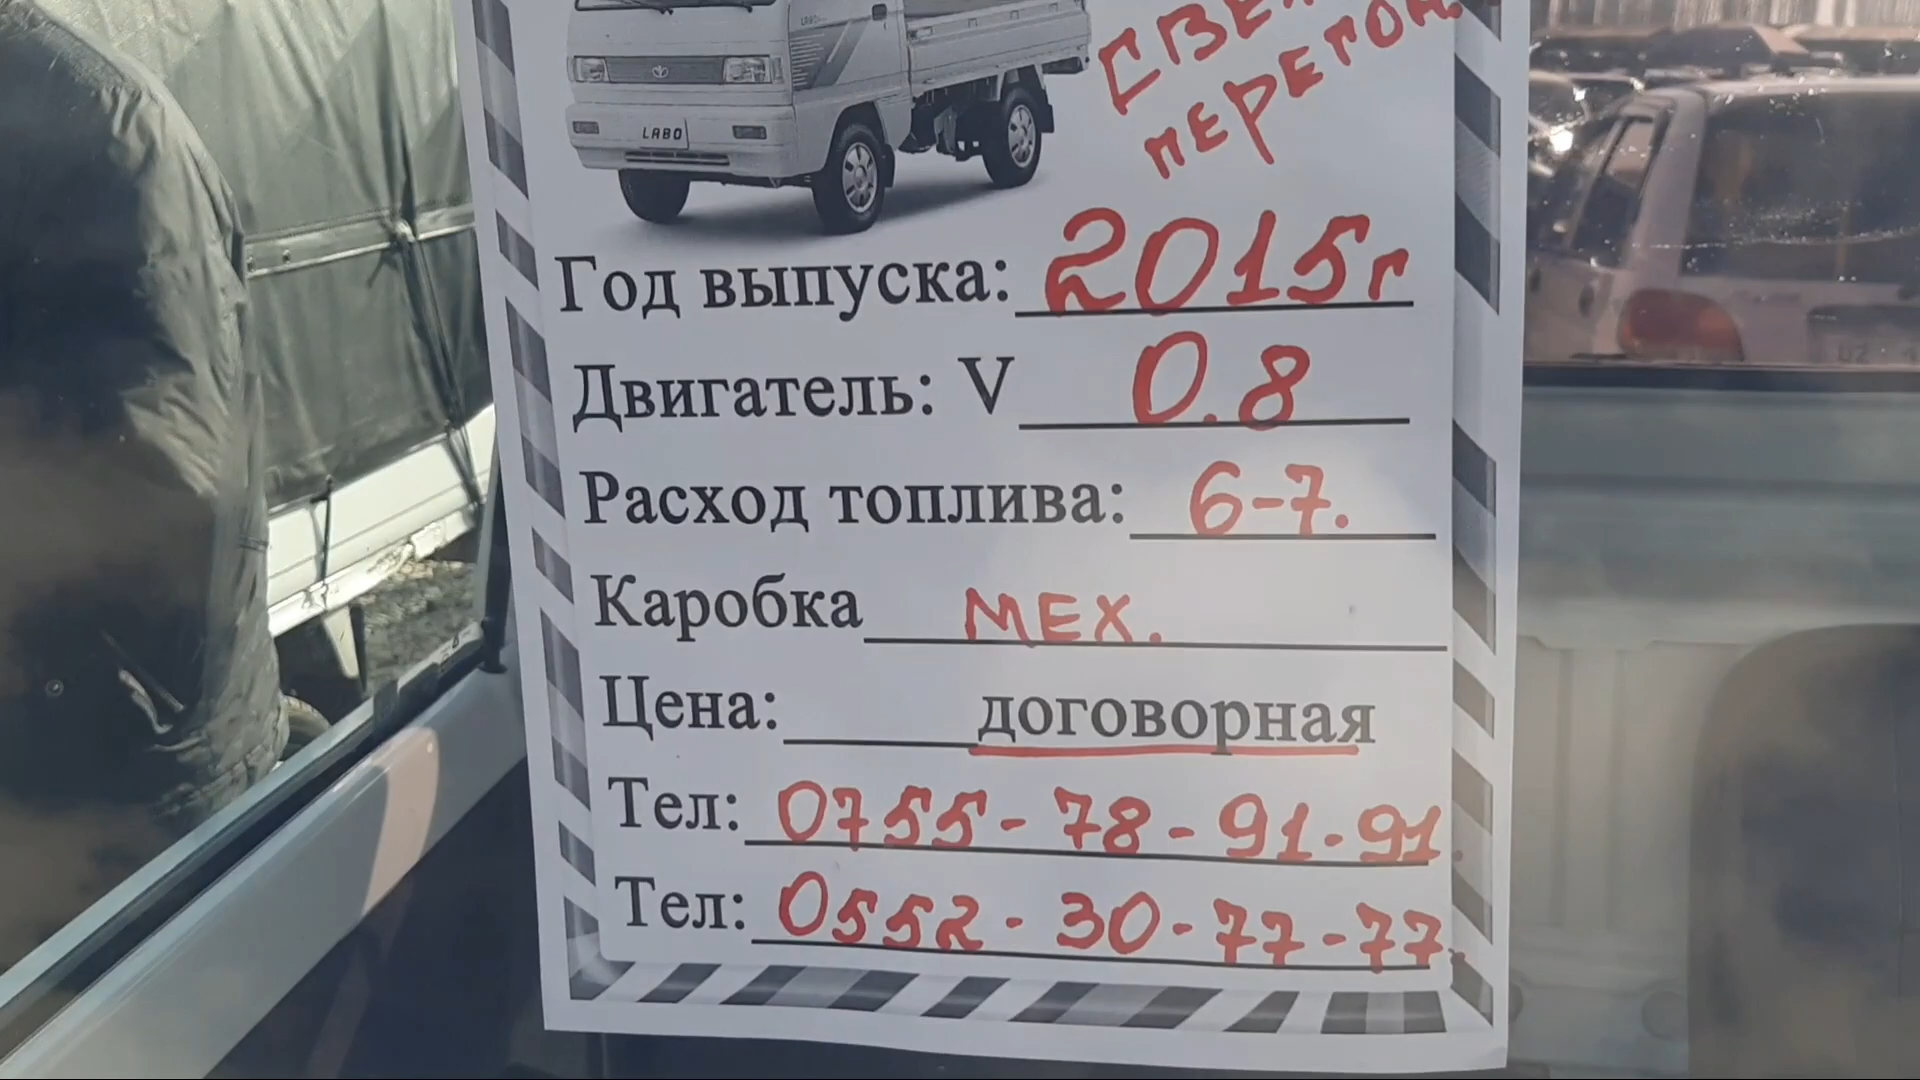 перегон.
LABO
Год выпуска: 2015г
Двигатель: V 0.8
Расход топлива: 6-7.
Каробка мех.
Цена: договорная
Тел: 0755-78-91-91.
Тел: 0552-30-77-77.